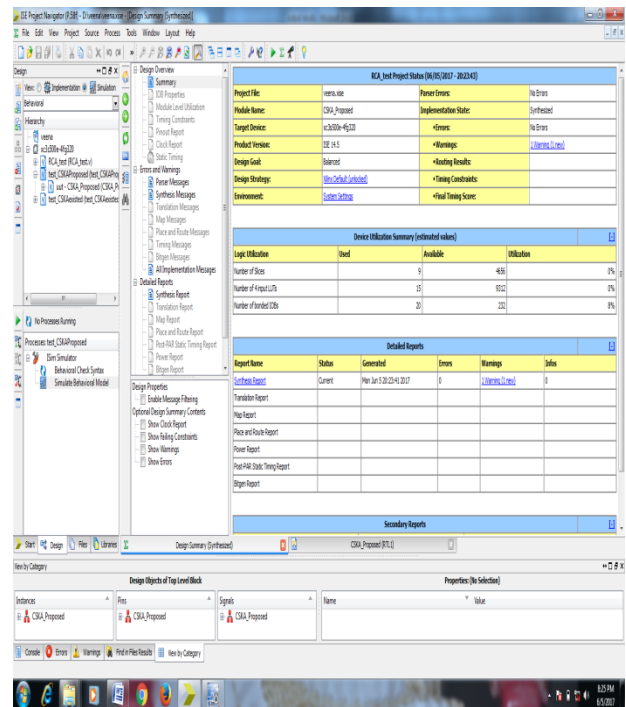 ISE Project Navigator (P.58f) - D:\veena\veena.xise - [Design Summary (Synthesized)]
File Edit View Project Source Process Tools Window Layout Help
Design
View: Implementation Simulation
Behavioral
Hierarchy
veena
xc3s500e-4fg320
RCA_test (RCA_test.v)
test_CSKAProposed (test_CSKAProp
uut - CSKA_Proposed (CSKA_P
test_CSKAexisted (test_CSKAexisted
No Processes Running
Processes: test_CSKAProposed
ISim Simulator
Behavioral Check Syntax
Simulate Behavioral Model
Design Overview
Summary
IOB Properties
Module Level Utilization
Timing Constraints
Pinout Report
Clock Report
Static Timing
Errors and Warnings
Parser Messages
Synthesis Messages
Translation Messages
Map Messages
Place and Route Messages
Timing Messages
Bitgen Messages
All Implementation Messages
Detailed Reports
Synthesis Report
Translation Report
Map Report
Place and Route Report
Post-PAR Static Timing Report
Power Report
Bitgen Report
Design Properties
Enable Message Filtering
Optional Design Summary Contents
Show Clock Report
Show Failing Constraints
Show Warnings
Show Errors
RCA_test Project Status (06/05/2017 - 20:23:43)
Project File: veena.xise Parser Errors: No Errors
Module Name: CSKA_Proposed Implementation State: Synthesized
Target Device: xc3s500e-4fg320 •Errors: No Errors
Product Version: ISE 14.5 •Warnings: 1 Warning (1 new)
Design Goal: Balanced •Routing Results:
Design Strategy: Xilinx Default (unlocked) •Timing Constraints:
Environment: System Settings •Final Timing Score:
Device Utilization Summary (estimated values) [-]
Logic Utilization Used Available Utilization
Number of Slices 9 4656 0%
Number of 4 input LUTs 15 9312 0%
Number of bonded IOBs 20 232 8%
Detailed Reports [-]
Report Name Status Generated Errors Warnings Infos
Synthesis Report Current Mon Jun 5 20:23:41 2017 0 1 Warning (1 new) 0
Translation Report
Map Report
Place and Route Report
Power Report
Post-PAR Static Timing Report
Bitgen Report
Secondary Reports [-]
Start Design Files Libraries Design Summary (Synthesized) CSKA_Proposed (RTL1)
View by Category
Design Objects of Top Level Block Properties: (No Selection)
Instances Pins Signals Name Value
CSKA_Proposed CSKA_Proposed CSKA_Proposed
Console Errors Warnings Find in Files Results View by Category
8:25 PM
6/5/2017